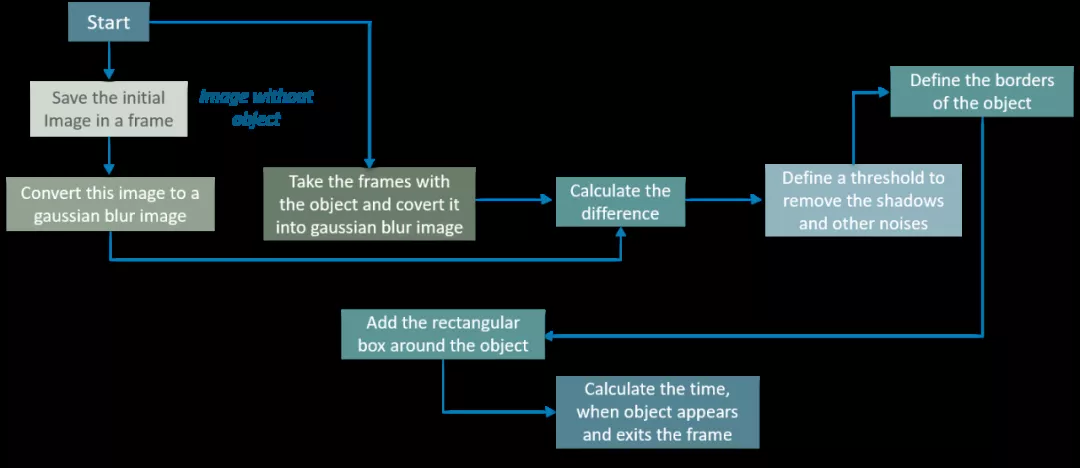 Start
Save the initial
Image in a frame
Image without
object
Convert this image to a
gaussian blur image
Take the frames with
the object and covert it
into gaussian blur image
Calculate the
difference
Define a threshold to
remove the shadows
and other noises
Define the borders
of the object
Add the rectangular
box around the object
Calculate the time,
when object appears
and exits the frame